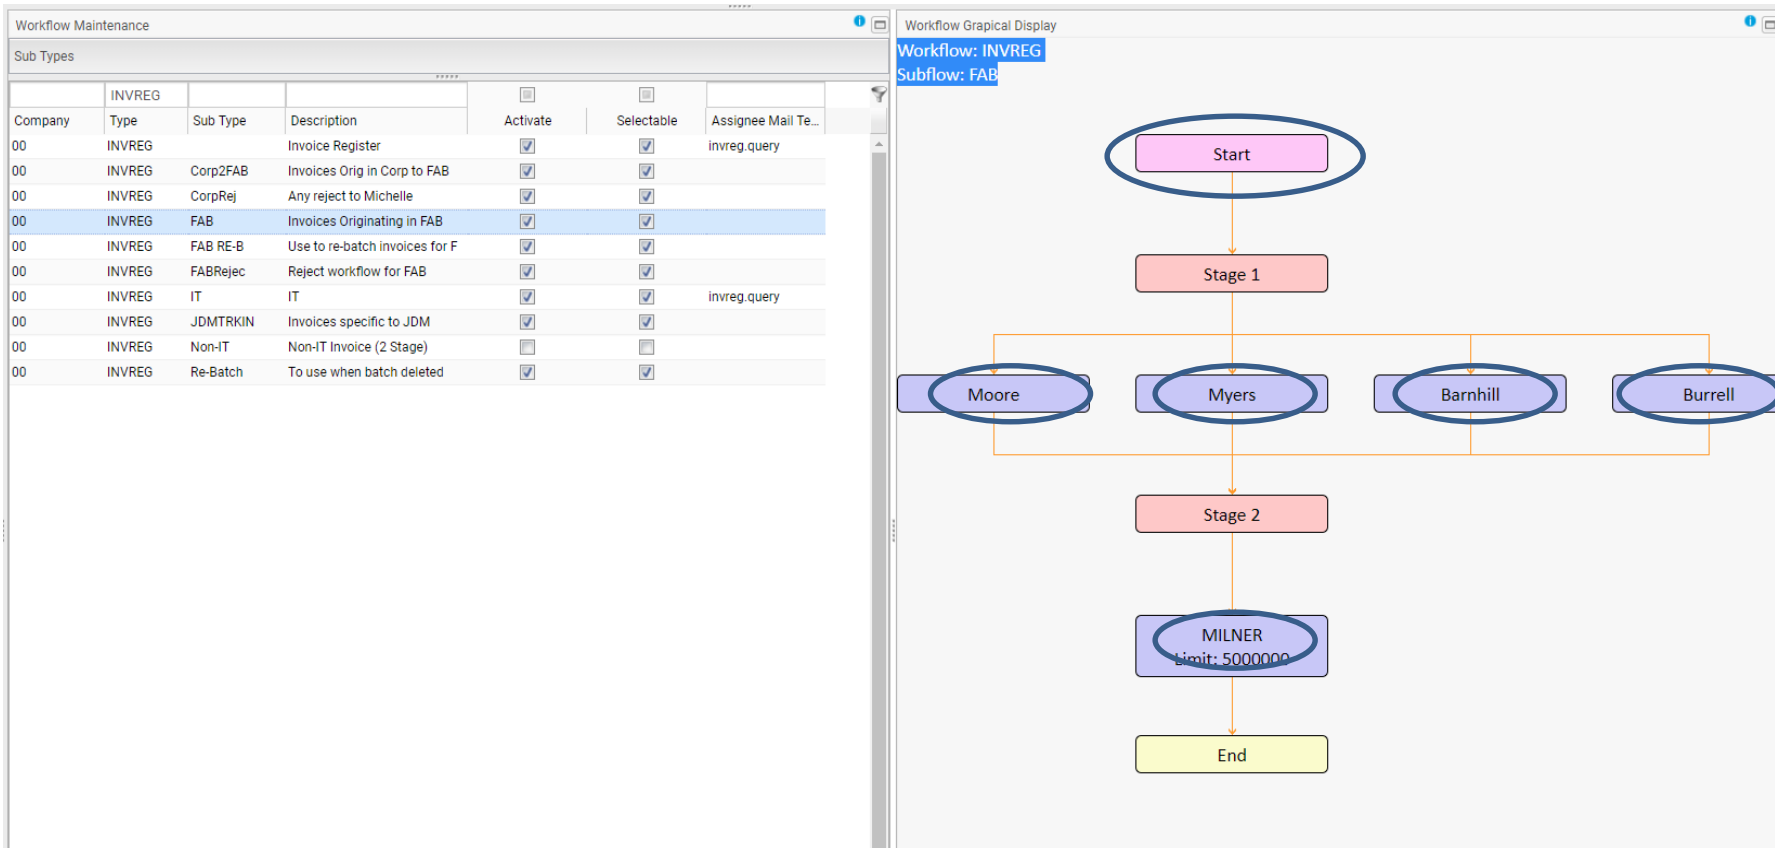 Workflow Maintenance
Sub Types
INVREG
Company Type Sub Type Description Activate Selectable Assignee Mail Te...
00 INVREG Invoice Register invreg.query
00 INVREG Corp2FAB Invoices Orig in Corp to FAB
00 INVREG CorpRej Any reject to Michelle
00 INVREG FAB Invoices Originating in FAB
00 INVREG FAB RE-B Use to re-batch invoices for F
00 INVREG FABRejec Reject workflow for FAB
00 INVREG IT IT invreg.query
00 INVREG JDMTRKIN Invoices specific to JDM
00 INVREG Non-IT Non-IT Invoice (2 Stage)
00 INVREG Re-Batch To use when batch deleted
Workflow Grapical Display
Workflow: INVREG
Subflow: FAB
Start
Stage 1
Moore Myers Barnhill Burrell
Stage 2
MILNER
Limit: 5000000
End